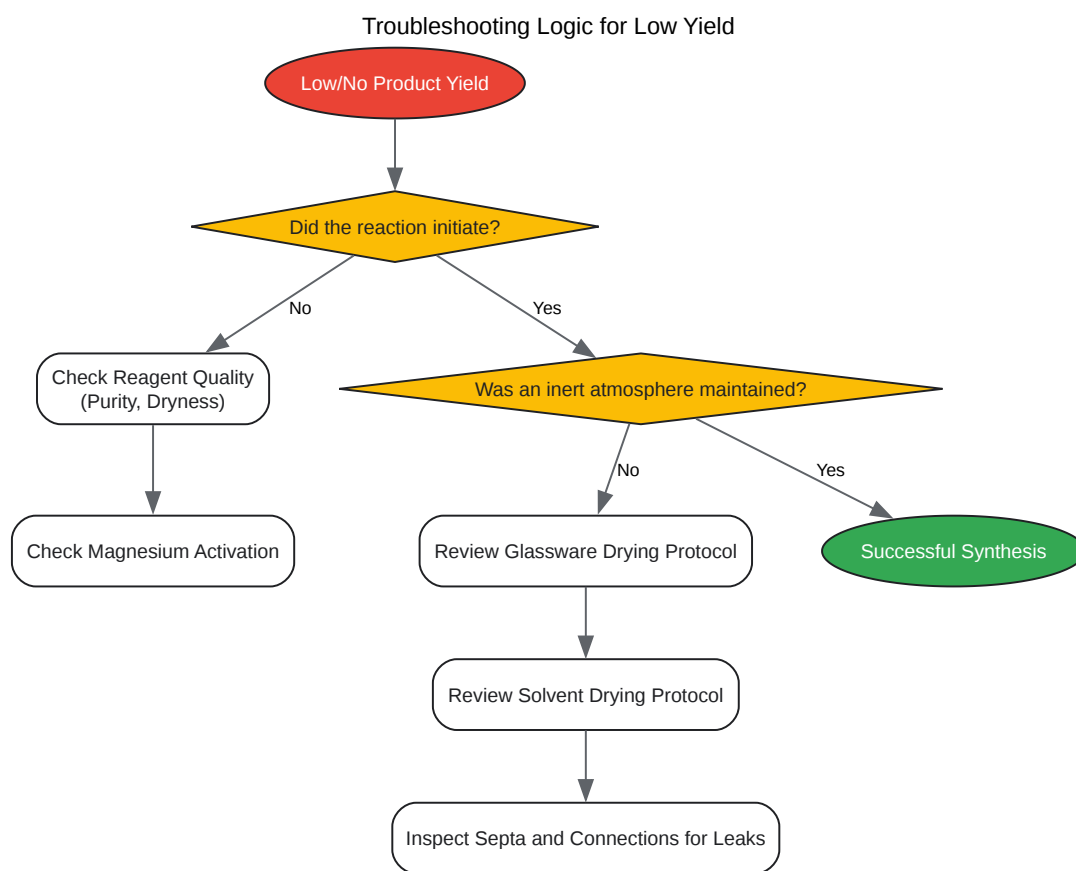 Troubleshooting Logic for Low Yield
Low/No Product Yield
Did the reaction initiate?
No
Yes
Check Reagent Quality
(Purity, Dryness)
Was an inert atmosphere maintained?
No
Yes
Check Magnesium Activation
Review Glassware Drying Protocol
Successful Synthesis
Review Solvent Drying Protocol
Inspect Septa and Connections for Leaks